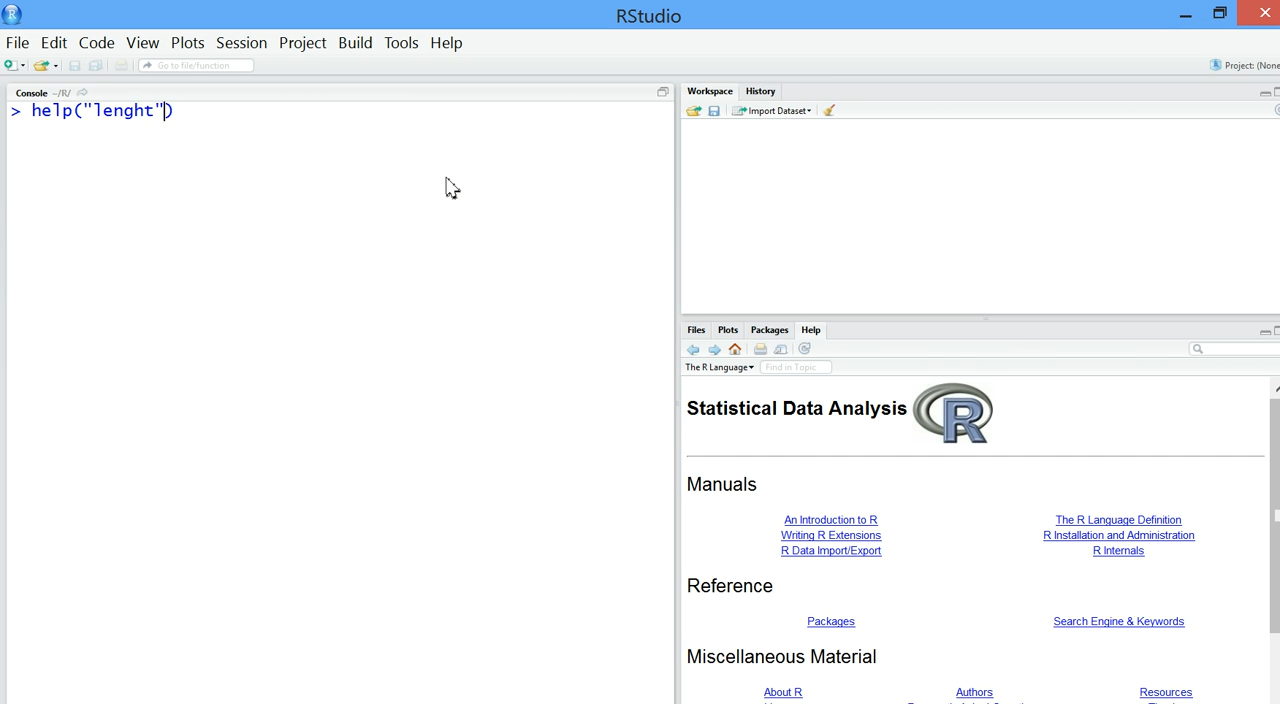 RStudio
File Edit Code View Plots Session Project Build Tools Help
Go to file/function
Project: (None
Console ~/R/
> help("lenght")
Workspace History
Import Dataset
Files Plots Packages Help
The R Language Find in Topic
Statistical Data Analysis R
Manuals
An Introduction to R The R Language Definition
Writing R Extensions R Installation and Administration
R Data Import/Export R Internals
Reference
Packages Search Engine & Keywords
Miscellaneous Material
About R Authors Resources